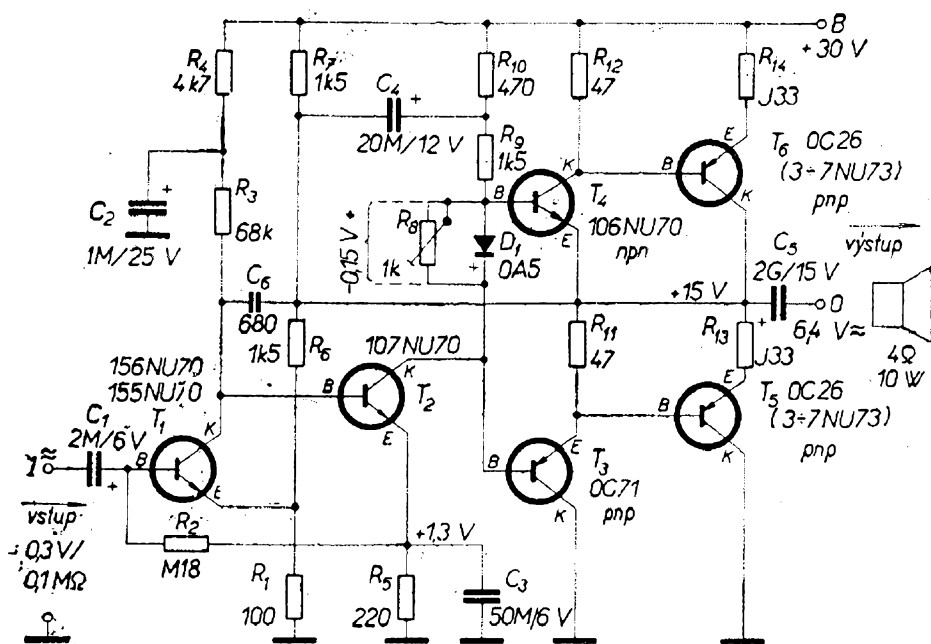 B
+30 V
R4
4k7
R7
1k5
C4
+
20M/12 V
R10
470
R12
47
R14
J33
R9
1k5
T6 OC26
(3÷7NU73)
pnp
E
B
K
C2
+
1M/25 V
R3
68k
-0,15 V +
R8
1k
D1
0A5
+
B
K
E
T4
106NU70
npn
výstup
C5
2G/15 V
+15 V
0
6,4 V≈
4Ω
10 W
C6
680
1k5
R6
R11
47
R13
+
J33
156NU70
155NU70
107NU70
B
K
E
T2
T5 OC26
(3÷7NU73)
pnp
B
E
K
C1
2M/6 V
+
T1
B
K
E
1≈
vstup
0,3V/
0,1MΩ
R2
M18
+1,3 V
B
E
K
T3
OC71
pnp
R1
100
R5
220
C3
50M/6 V